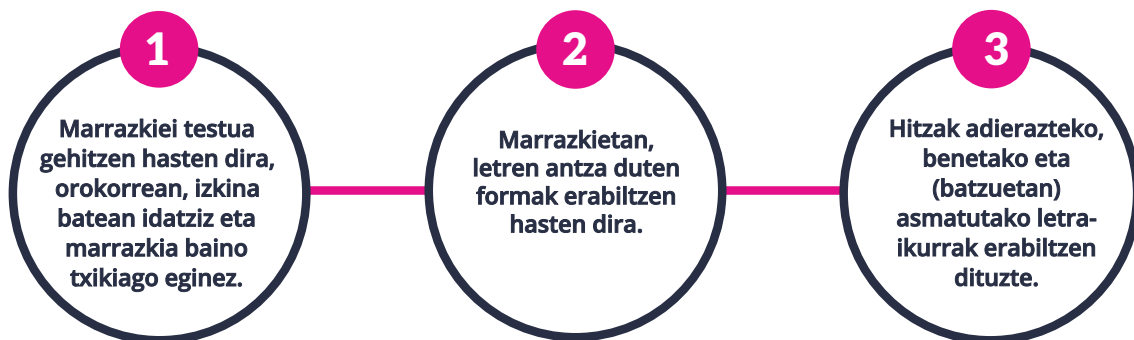 1
Marrazkiei testua
gehitzen hasten dira,
orokorrean, izkina
batean idatziz eta
marrazkia baino
txikiago eginez.
2
Marrazkietan,
letren antza duten
formak erabiltzen
hasten dira.
3
Hitzak adierazteko,
benetako eta
(batzuetan)
asmatutako letra-
ikurrak erabiltzen
dituzte.